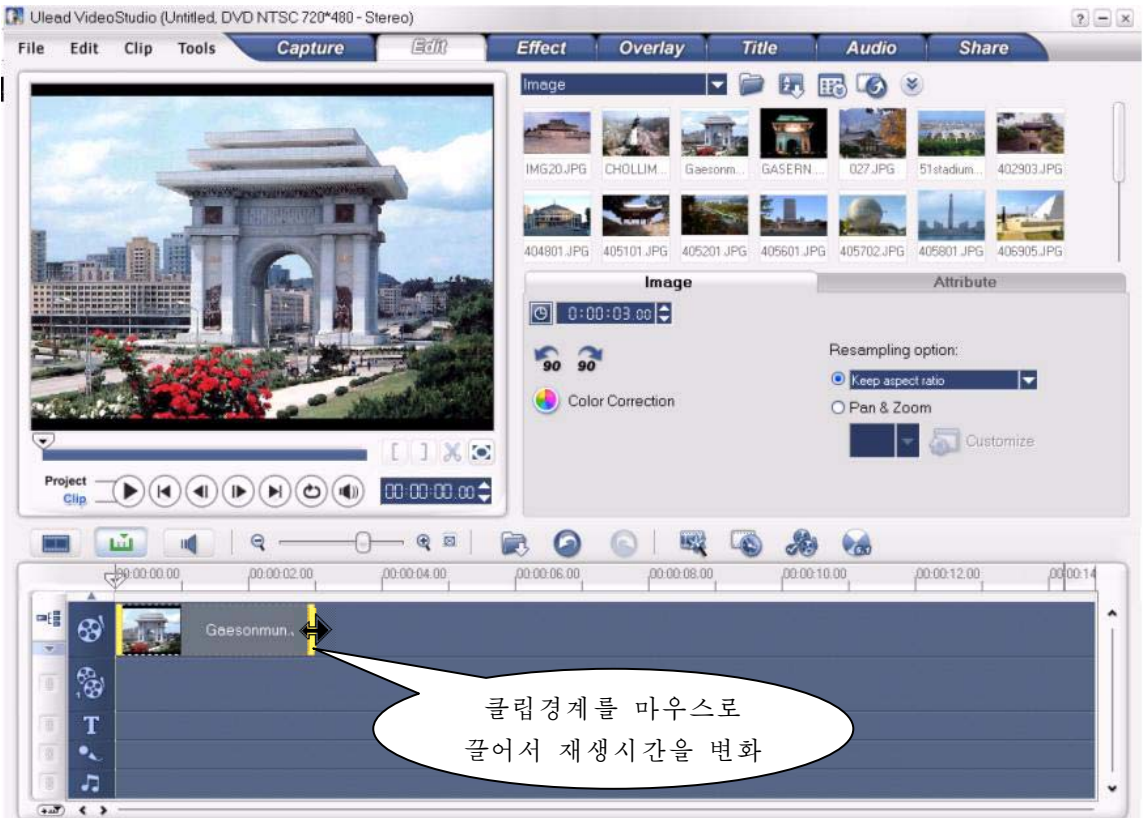 Ulead VideoStudio (Untitled, DVD NTSC 720*480 - Stereo)
File Edit Clip Tools Capture Edit Effect Overlay Title Audio Share
Image
IMG20.JPG CHOLLIM... Gaesonm... GASERN... 027.JPG 51stadium... 402903.JPG
404801.JPG 405101.JPG 405201.JPG 405601.JPG 405702.JPG 405801.JPG 406905.JPG
Image Attribute
0:00:03.00
90 90
Resampling option:
Keep aspect ratio
Color Correction
Pan & Zoom
Customize
Project
Clip
00:00:00.00
00:00:00.00 00:00:02.00 00:00:04.00 00:00:06.00 00:00:08.00 00:00:10.00 00:00:12.00 00:00:14
Gaesonmun..
1
T
클립경계를 마우스로
끌어서 재생시간을 변화